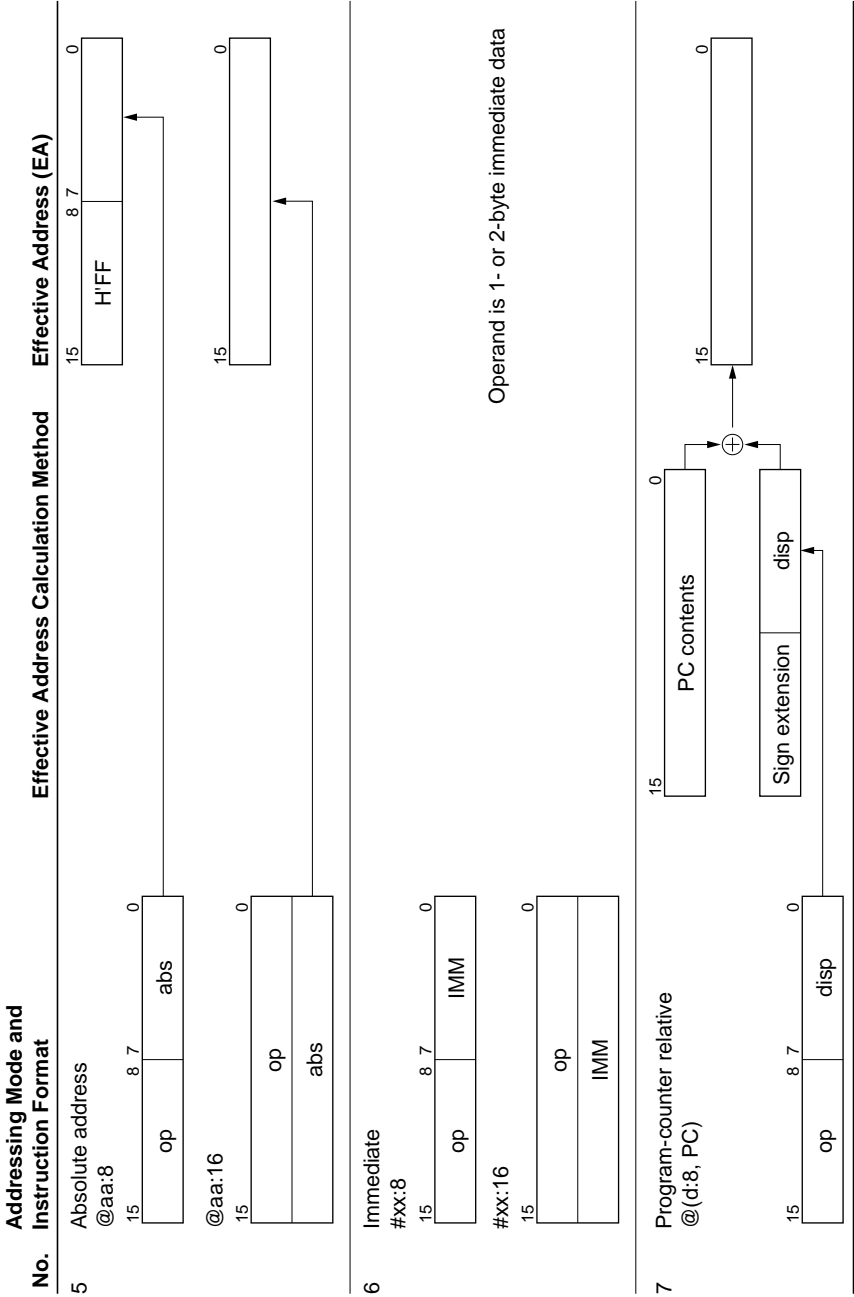 Addressing Mode and
No. Instruction Format Effective Address Calculation Method Effective Address (EA)
5 Absolute address
@aa:8
15 8 7 0
op abs
15 8 7 0
H'FF
@aa:16
15 0
op
abs
15 0
6 Immediate
#xx:8
15 8 7 0
op IMM
Operand is 1- or 2-byte immediate data
#xx:16
15 0
op
IMM
7 Program-counter relative
@(d:8, PC)
15 0
PC contents
15 0
Sign extension disp
15 8 7 0
op disp